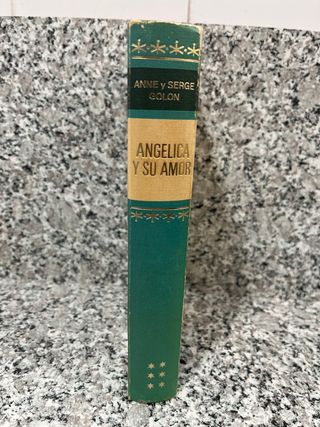 ANNE y SERGE
GOLON
ANGELICA
Y SU AMOR